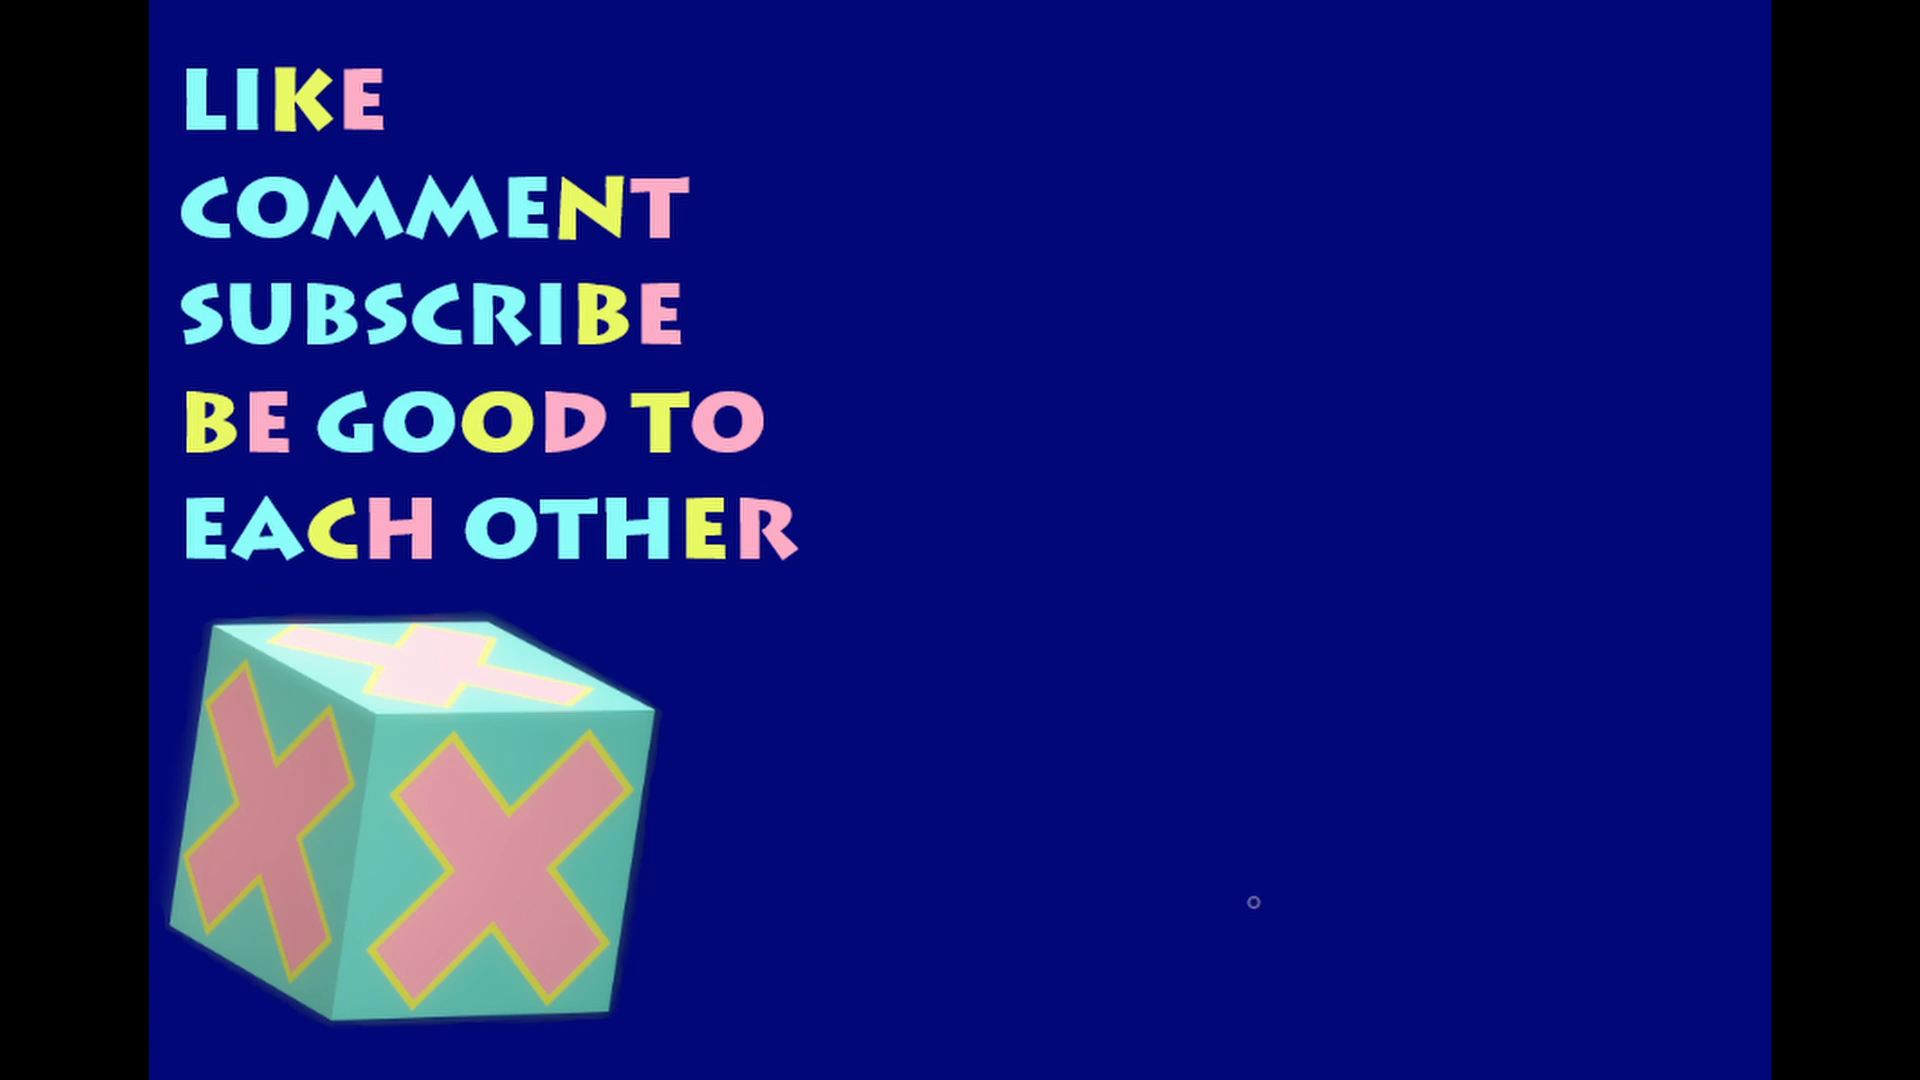 LIKE
COMMENT
SUBSCRIBE
BE GOOD TO
EACH OTHER
X X